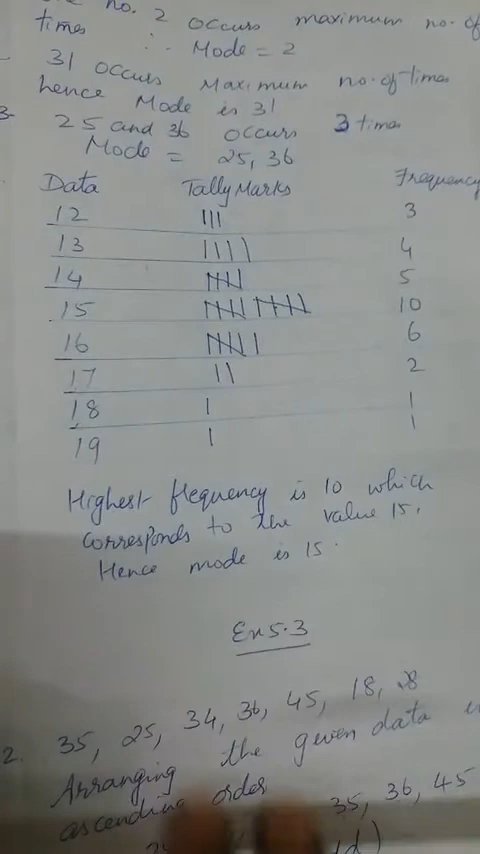 no. 2 occurs maximum no. of
times ∴ Mode = 2
31 occurs Maximum no. of times
hence Mode is 31
3- 25 and 36 occurs 3 times
Mode = 25, 36
Data Tally Marks Frequency
12 ||| 3
13 |||| 4
14 5
15 10
16 6
17 || 2
18 | 1
19 | 1
Highest frequency is 10 which
corresponds to the value 15.
Hence mode is 15.
Ex 5.3
2. 35, 25, 34, 36, 45, 18, 28
Arranging the given data in
ascending order
35, 36, 45